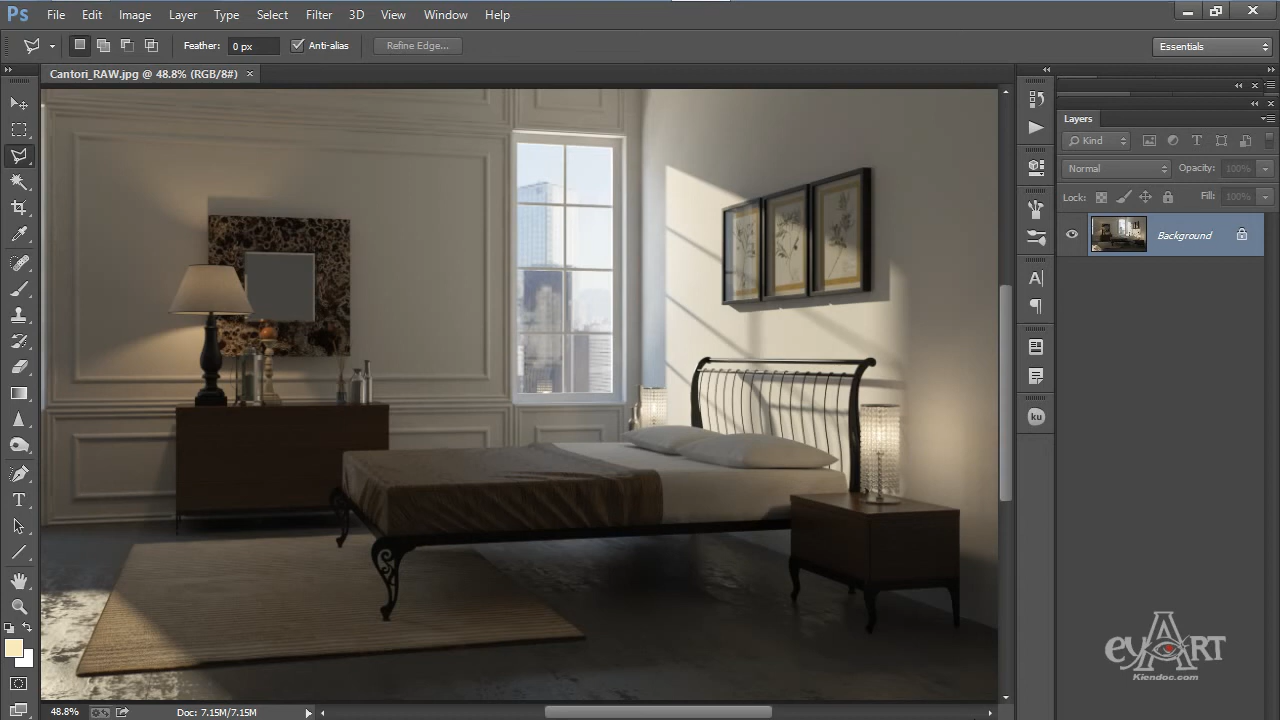 Ps File Edit Image Layer Type Select Filter 3D View Window Help
Feather: 0 px Anti-alias Refine Edge... Essentials
Cantori_RAW.jpg @ 48.8% (RGB/8#) ×
Layers
Kind
Normal Opacity: 100%
Lock: Fill: 100%
Background
ku
eyART
Kiendoc.com
48.8% Doc: 7.15M/7.15M